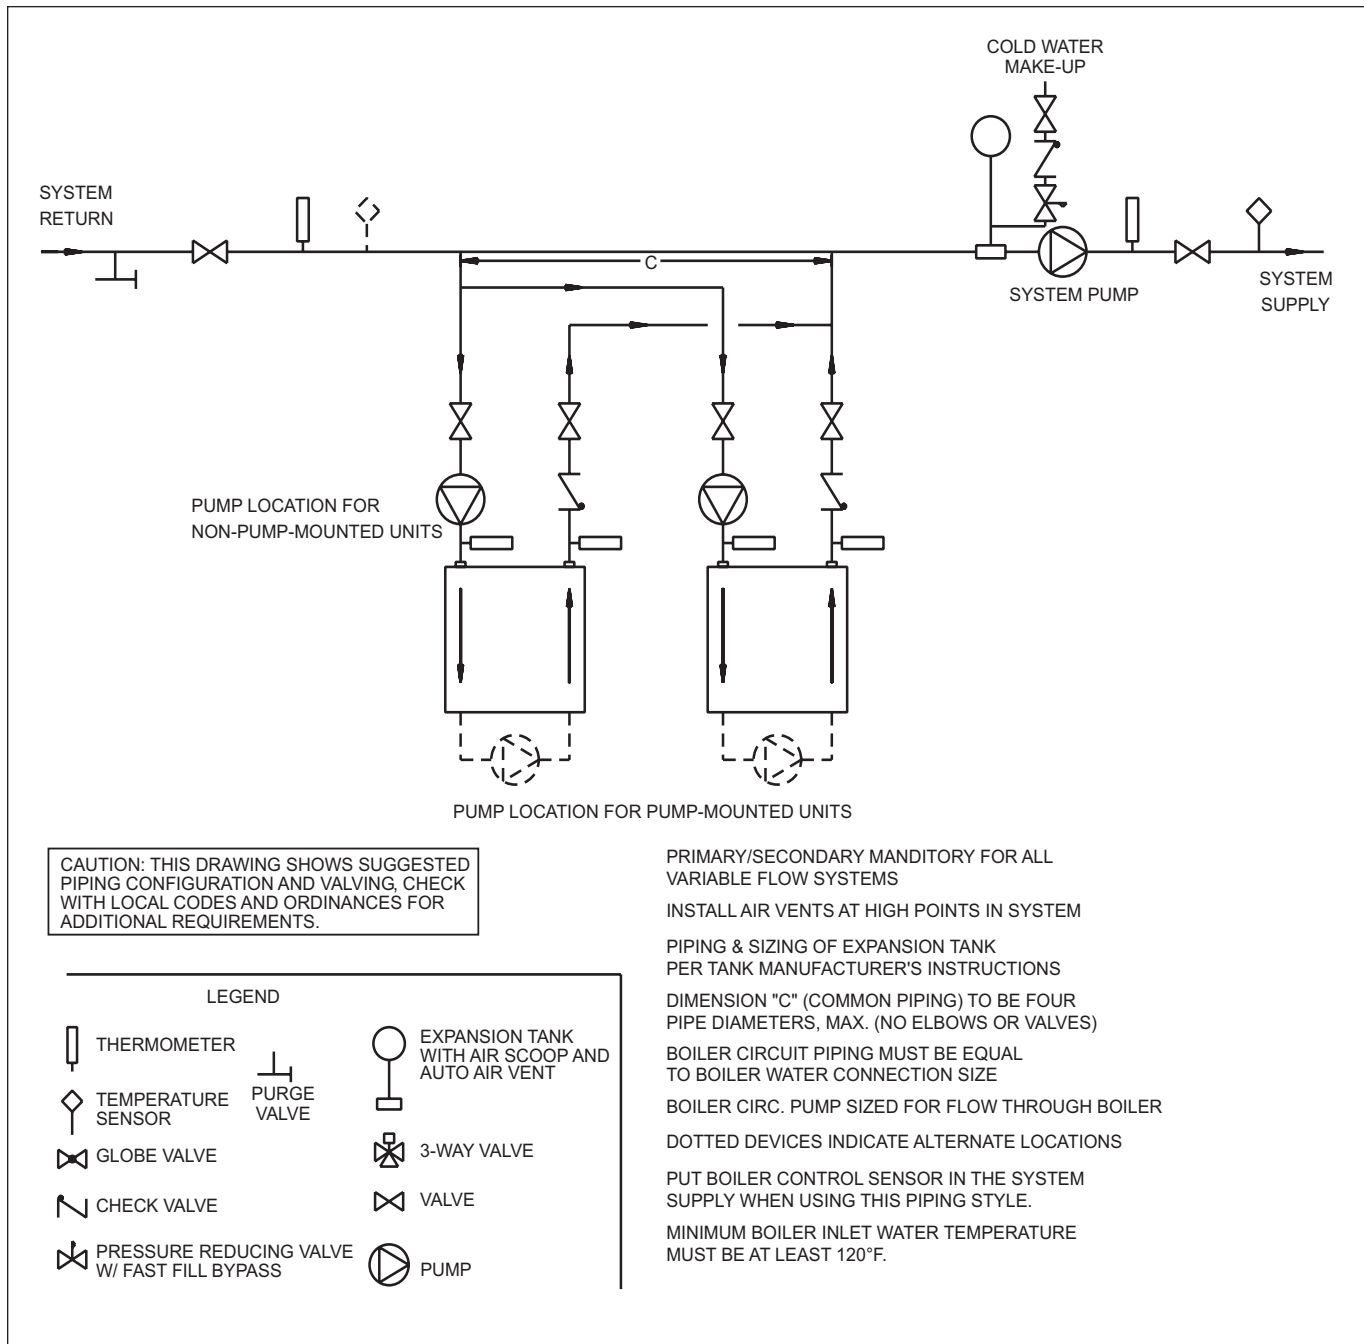 COLD WATER
MAKE-UP
SYSTEM
RETURN
C
SYSTEM PUMP
SYSTEM
SUPPLY
PUMP LOCATION FOR
NON-PUMP-MOUNTED UNITS
PUMP LOCATION FOR PUMP-MOUNTED UNITS
CAUTION: THIS DRAWING SHOWS SUGGESTED
PIPING CONFIGURATION AND VALVING, CHECK
WITH LOCAL CODES AND ORDINANCES FOR
ADDITIONAL REQUIREMENTS.
LEGEND
THERMOMETER
PURGE
VALVE
TEMPERATURE
SENSOR
GLOBE VALVE
CHECK VALVE
PRESSURE REDUCING VALVE
W/ FAST FILL BYPASS
EXPANSION TANK
WITH AIR SCOOP AND
AUTO AIR VENT
3-WAY VALVE
VALVE
PUMP
PRIMARY/SECONDARY MANDITORY FOR ALL
VARIABLE FLOW SYSTEMS
INSTALL AIR VENTS AT HIGH POINTS IN SYSTEM
PIPING & SIZING OF EXPANSION TANK
PER TANK MANUFACTURER'S INSTRUCTIONS
DIMENSION "C" (COMMON PIPING) TO BE FOUR
PIPE DIAMETERS, MAX. (NO ELBOWS OR VALVES)
BOILER CIRCUIT PIPING MUST BE EQUAL
TO BOILER WATER CONNECTION SIZE
BOILER CIRC. PUMP SIZED FOR FLOW THROUGH BOILER
DOTTED DEVICES INDICATE ALTERNATE LOCATIONS
PUT BOILER CONTROL SENSOR IN THE SYSTEM
SUPPLY WHEN USING THIS PIPING STYLE.
MINIMUM BOILER INLET WATER TEMPERATURE
MUST BE AT LEAST 120°F.